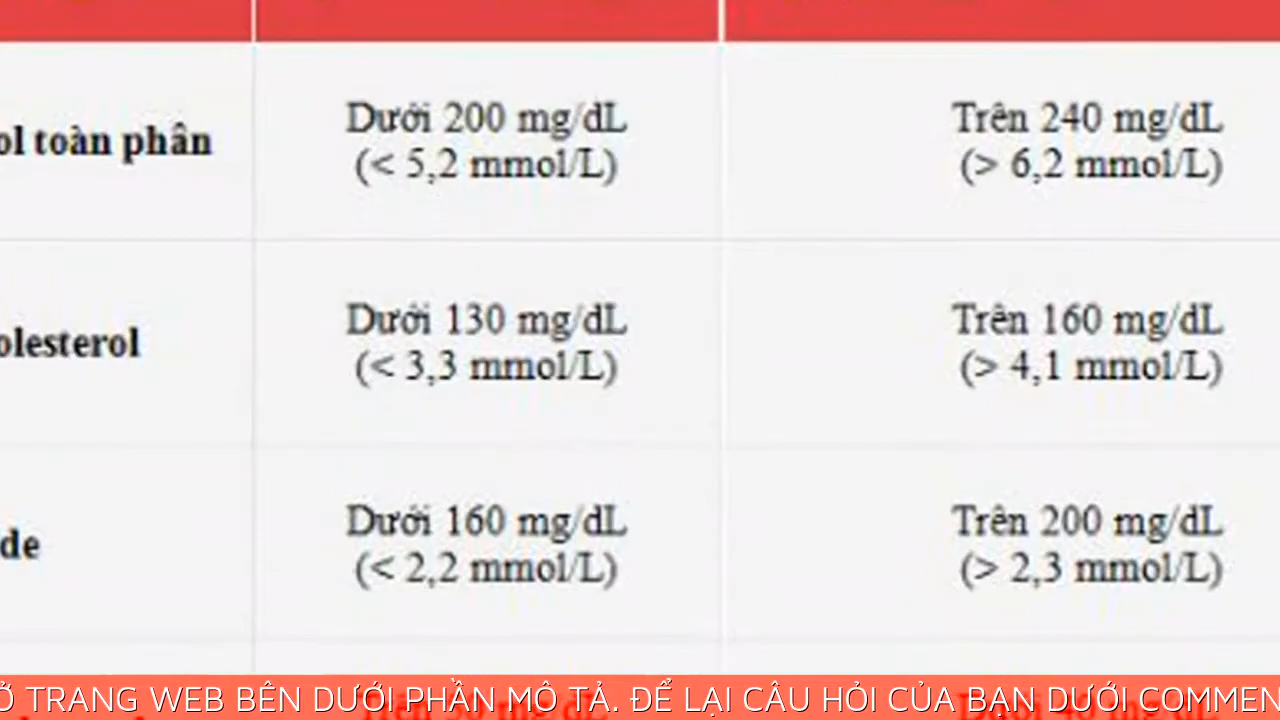 ol toàn phân
Dưới 200 mg/dL
(< 5,2 mmol/L)
Trên 240 mg/dL
(> 6,2 mmol/L)
olesterol
Dưới 130 mg/dL
(< 3,3 mmol/L)
Trên 160 mg/dL
(> 4,1 mmol/L)
de
Dưới 160 mg/dL
(< 2,2 mmol/L)
Trên 200 mg/dL
(> 2,3 mmol/L)
Ở TRANG WEB BÊN DƯỚI PHẦN MÔ TẢ. ĐỂ LẠI CÂU HỎI CỦA BẠN DƯỚI COMMEN